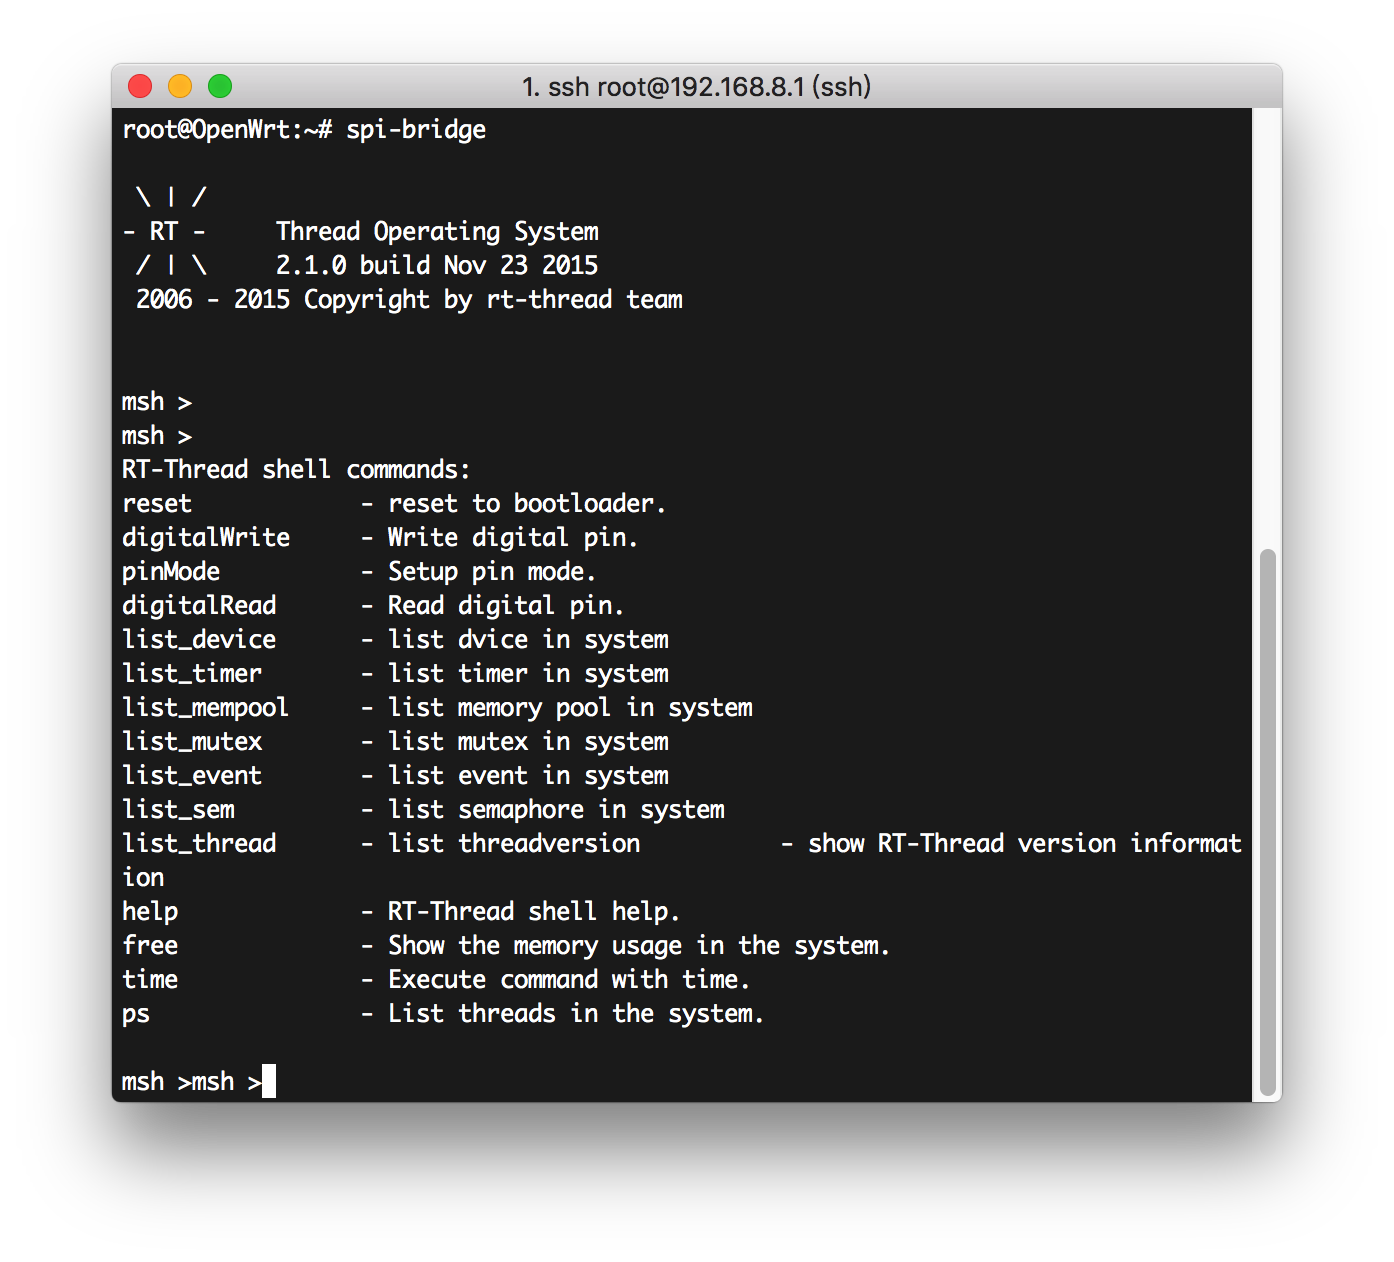 1. ssh root@192.168.8.1 (ssh)
root@OpenWrt:~# spi-bridge
 \ | /
- RT -     Thread Operating System
 / | \     2.1.0 build Nov 23 2015
 2006 - 2015 Copyright by rt-thread team
msh >
msh >
RT-Thread shell commands:
reset            - reset to bootloader.
digitalWrite     - Write digital pin.
pinMode          - Setup pin mode.
digitalRead      - Read digital pin.
list_device      - list dvice in system
list_timer       - list timer in system
list_mempool     - list memory pool in system
list_mutex       - list mutex in system
list_event       - list event in system
list_sem         - list semaphore in system
list_thread      - list threadversion          - show RT-Thread version informat
ion
help             - RT-Thread shell help.
free             - Show the memory usage in the system.
time             - Execute command with time.
ps               - List threads in the system.
msh >msh >